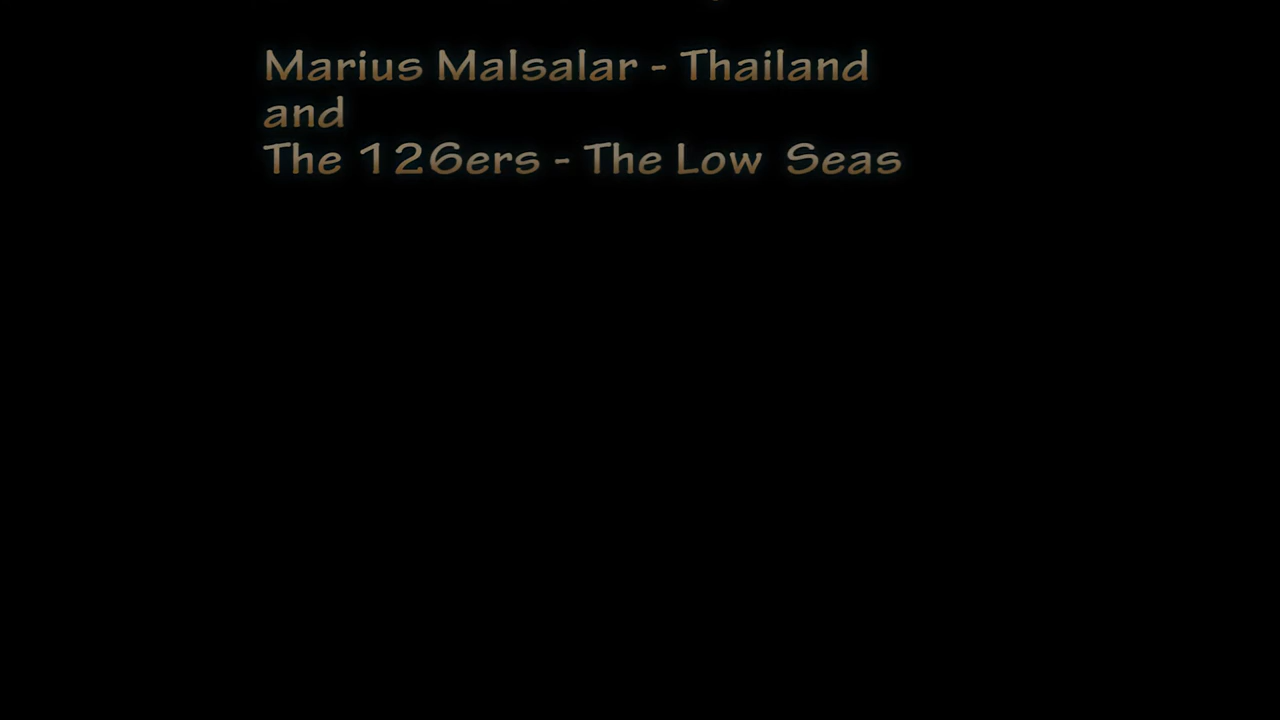 Marius Malsalar - Thailand
and
The 126ers - The Low Seas